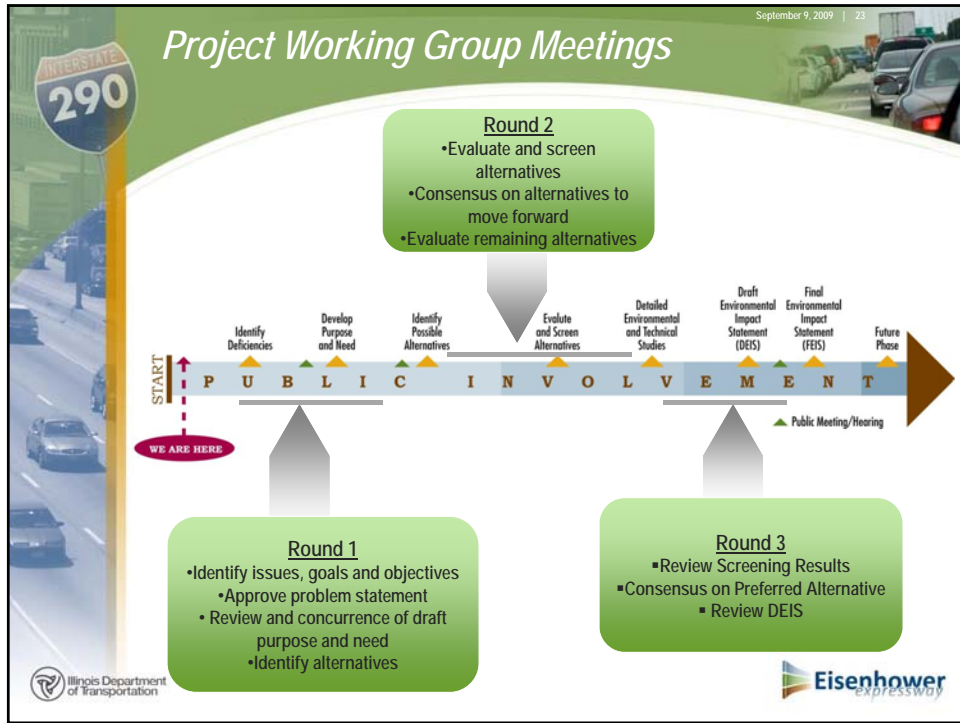 September 9, 2009 | 23
Project Working Group Meetings
INTERSTATE
290
Round 2
•Evaluate and screen
alternatives
•Consensus on alternatives to
move forward
•Evaluate remaining alternatives
Identify
Deficiencies
Develop
Purpose
and Need
Identify
Possible
Alternatives
Evalute
and Screen
Alternatives
Detailed
Environmental
and Technical
Studies
Draft
Environmental
Impact
Statement
(DEIS)
Final
Environmental
Impact
Statement
(FEIS)
Future
Phase
START
PUBLIC INVOLVEMENT
Public Meeting/Hearing
WE ARE HERE
Round 1
•Identify issues, goals and objectives
•Approve problem statement
• Review and concurrence of draft
purpose and need
•Identify alternatives
Round 3
▪Review Screening Results
▪Consensus on Preferred Alternative
▪ Review DEIS
Illinois Department
of Transportation
Eisenhower
expressway